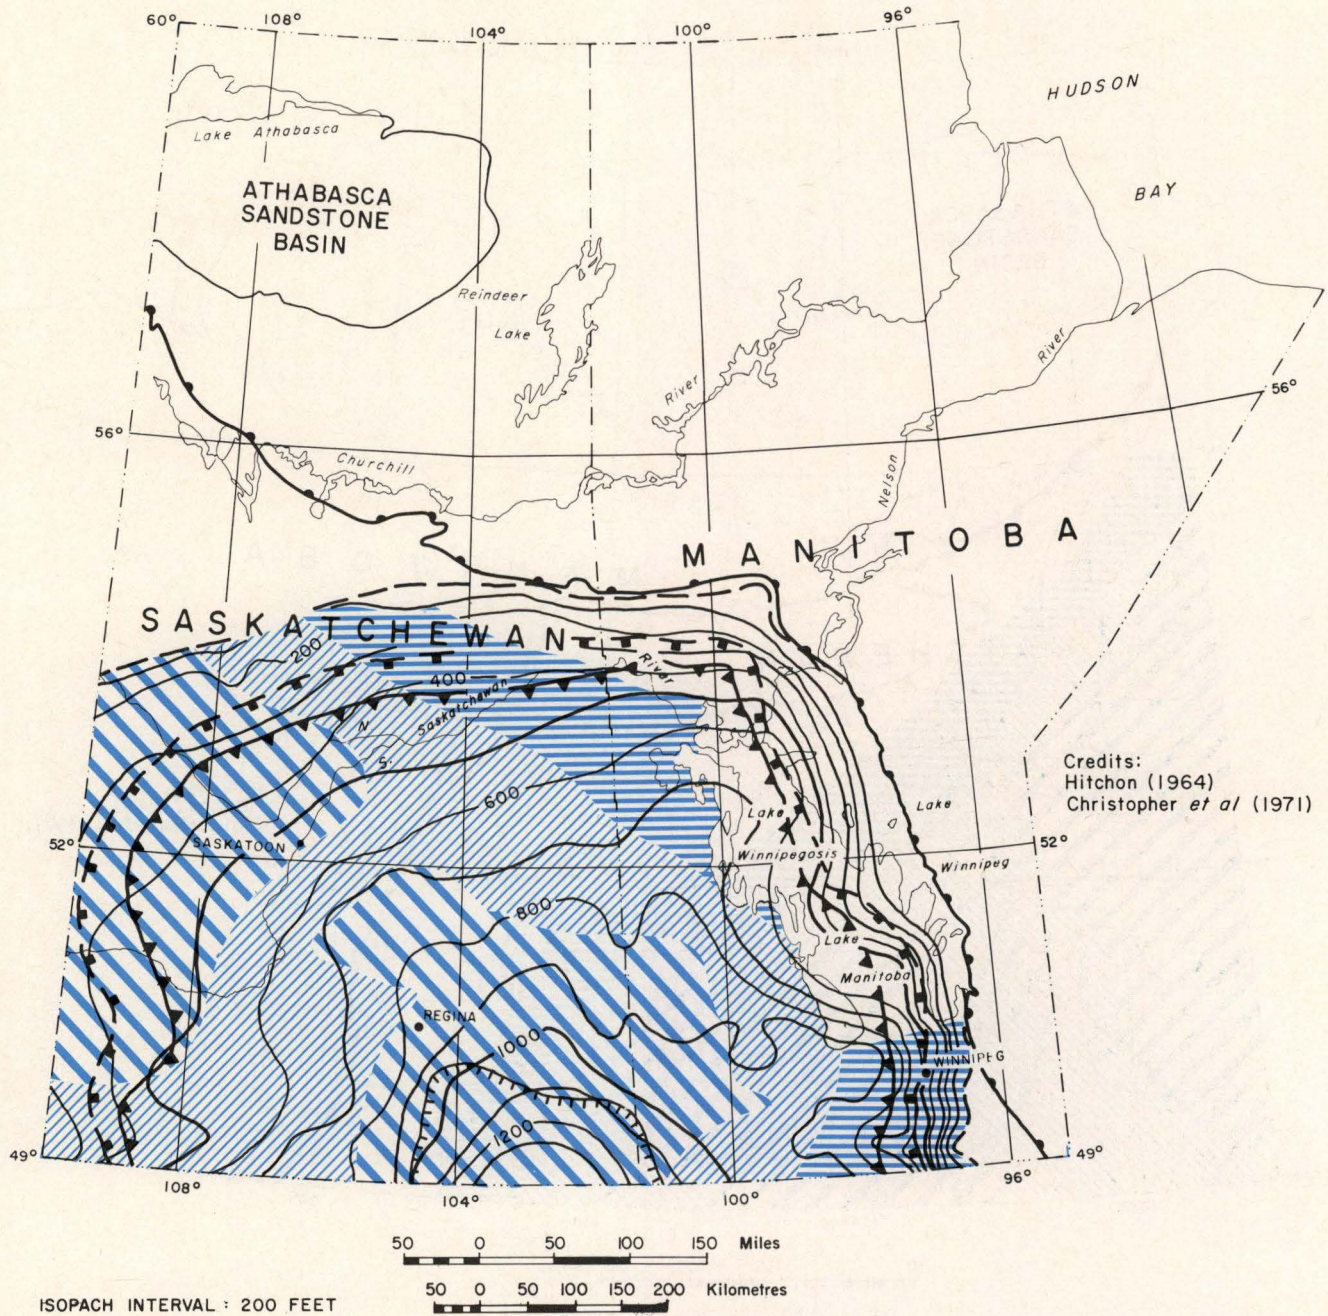 60° 108° 104° 100° 96°
HUDSON
BAY
Lake Athabasca
ATHABASCA
SANDSTONE
BASIN
Reindeer
Lake
River
River
56°
56°
Churchill
Nelson
MANITOBA
SASKATCHEWAN
200
400
River
Saskatchewan
N.
S.
600
Credits:
Hitchon (1964)
Christopher et al (1971)
Lake
Lake
52°
SASKATOON
52°
Winnipegosis
Winnipeg
800
Lake
Manitoba
REGINA
1000
WINNIPEG
1200
49°
49°
108° 104° 100° 96°
50 0 50 100 150 Miles
50 0 50 100 150 200 Kilometres
ISOPACH INTERVAL : 200 FEET